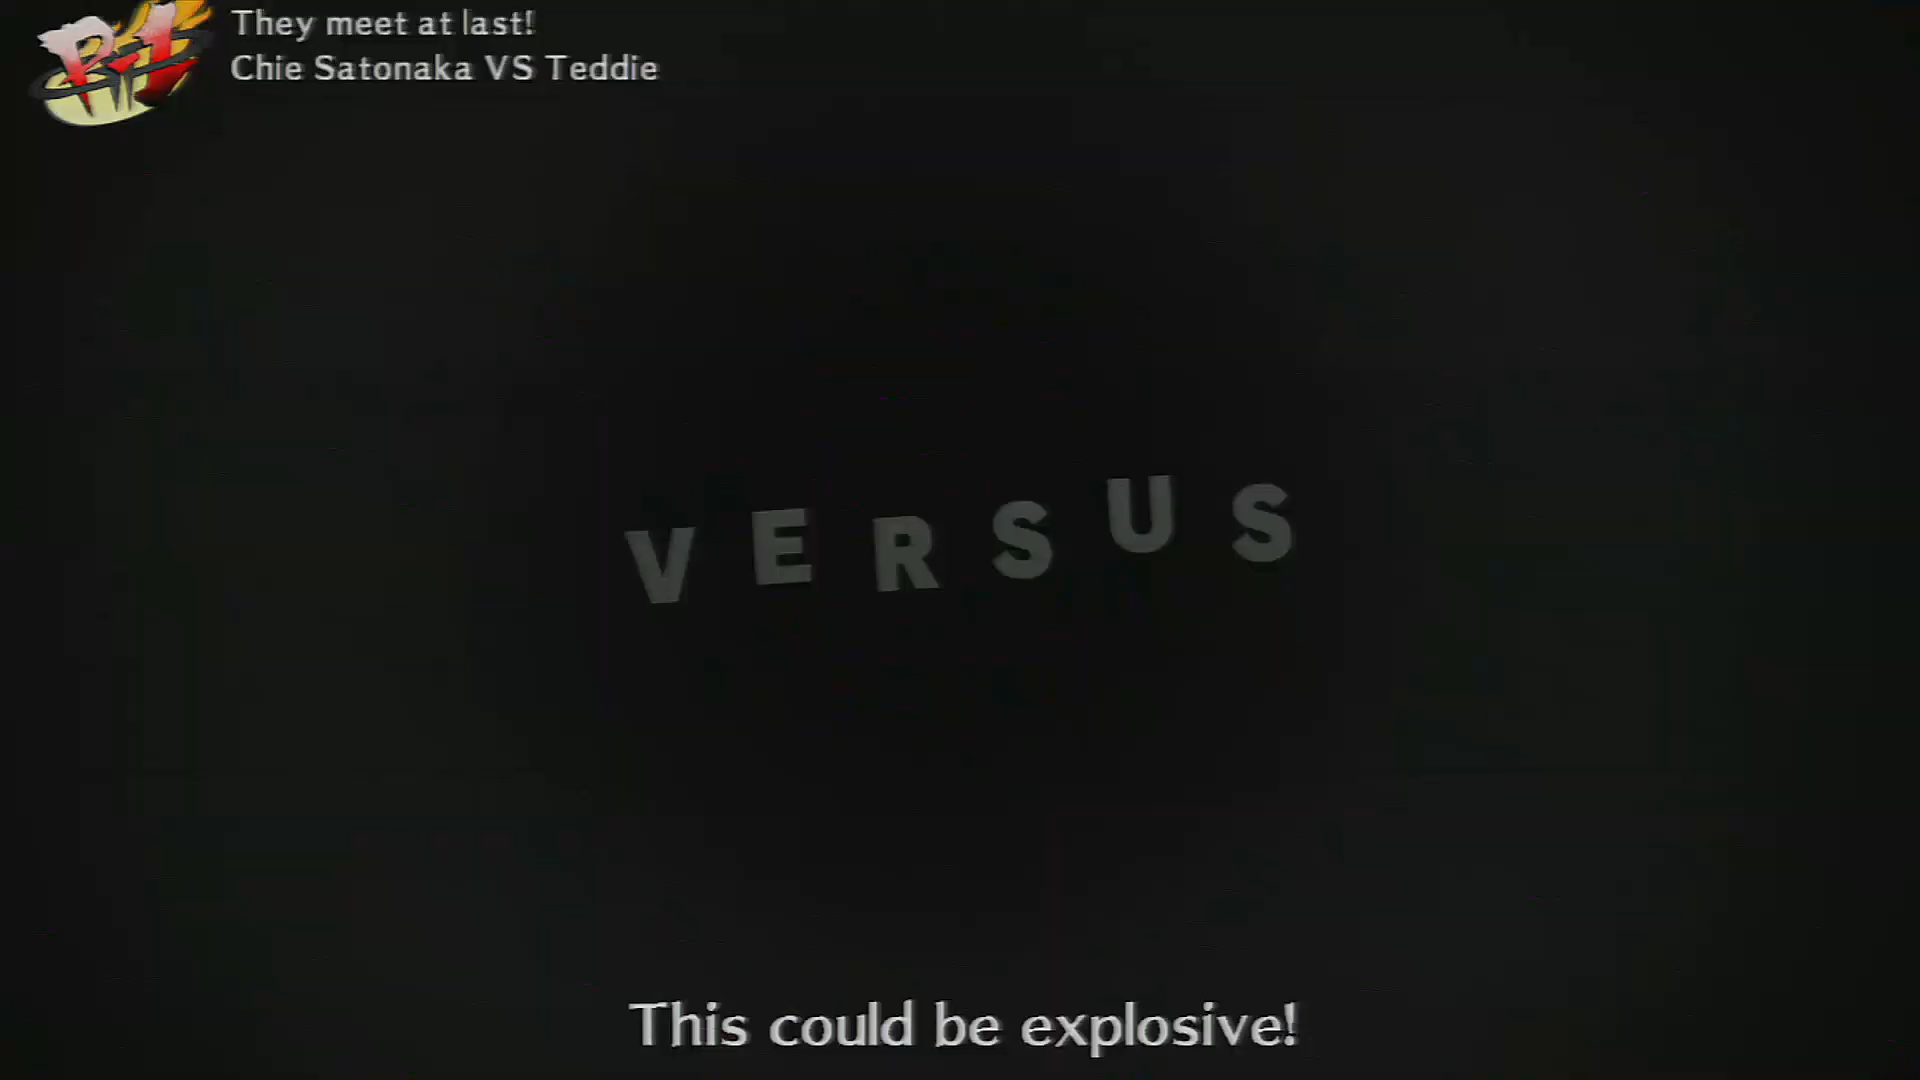 They meet at last!
Chie Satonaka VS Teddie
VERSUS
This could be explosive!